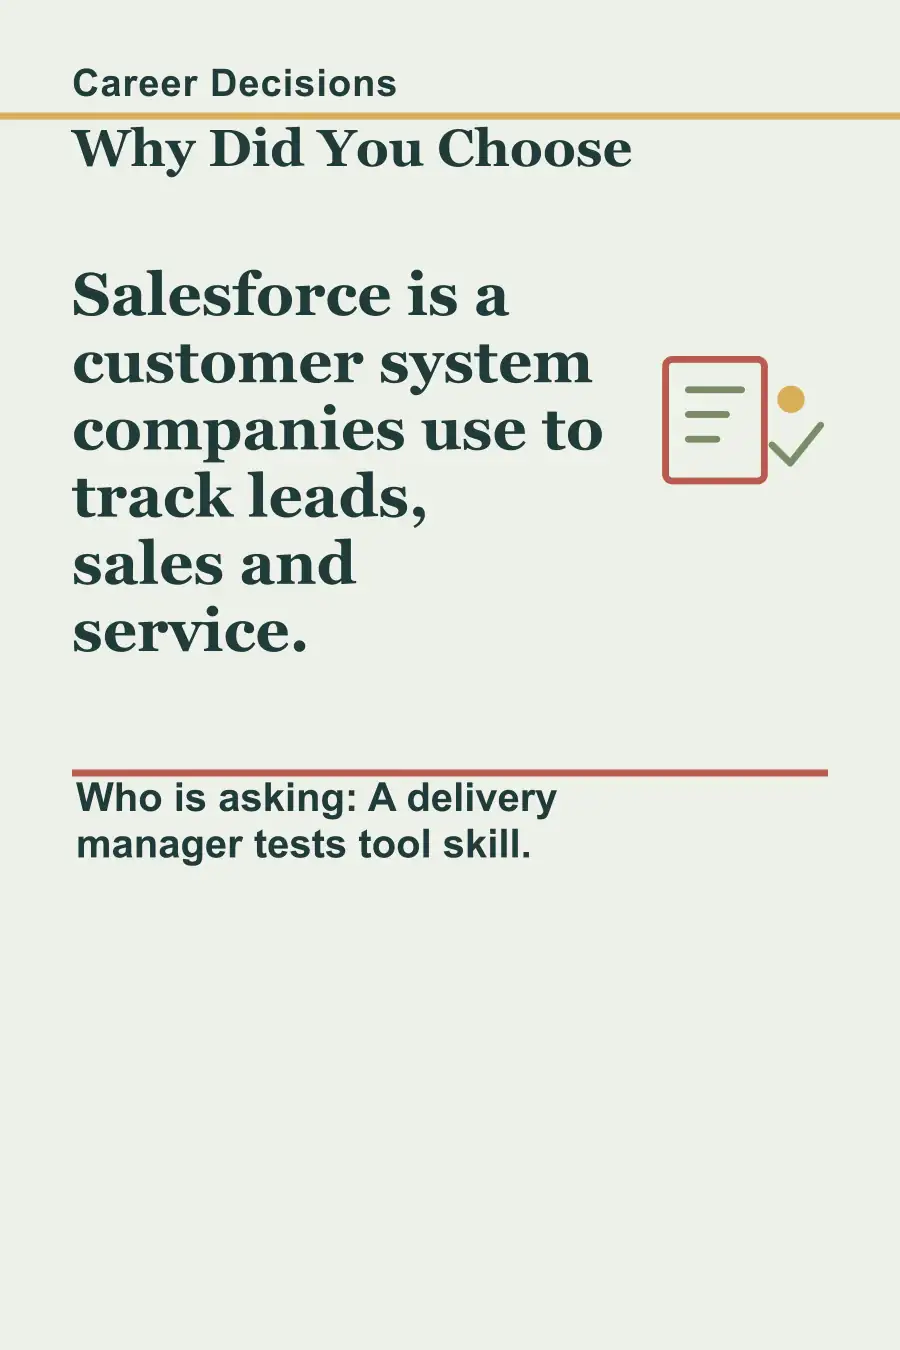 Career Decisions
Why Did You Choose
Salesforce is a
customer system
companies use to
track leads,
sales and
service.
Who is asking: A delivery
manager tests tool skill.